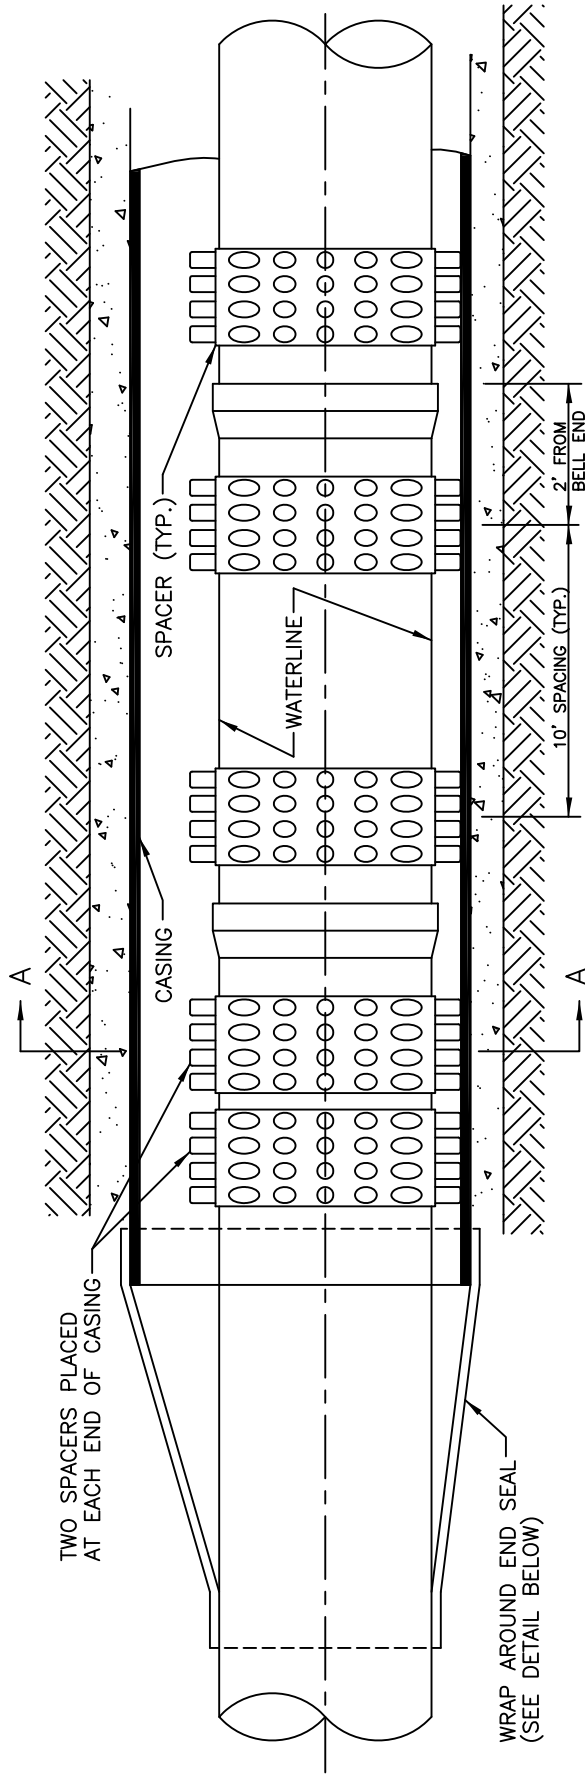 TWO SPACERS PLACED
AT EACH END OF CASING
A
CASING
SPACER (TYP.)
WATERLINE
WRAP AROUND END SEAL
(SEE DETAIL BELOW)
A
10' SPACING (TYP.)
2' FROM
BELL END